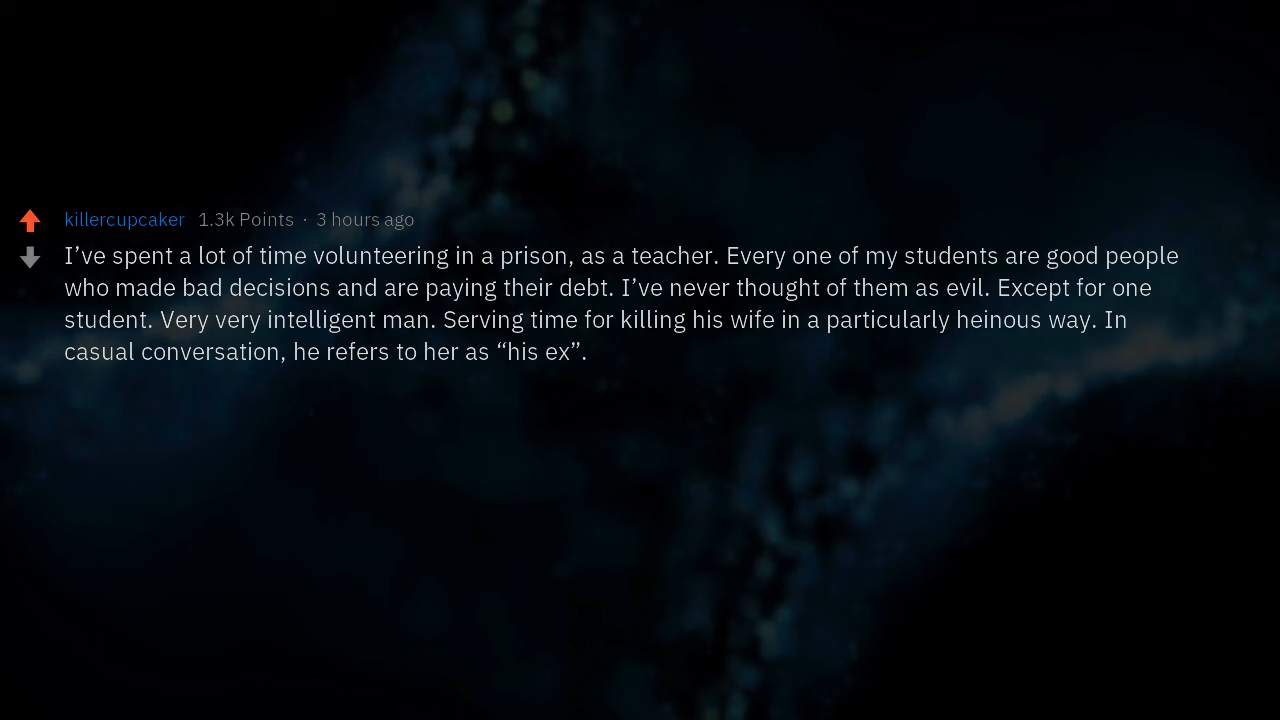 killercupcaker 1.3k Points · 3 hours ago
I’ve spent a lot of time volunteering in a prison, as a teacher. Every one of my students are good people
who made bad decisions and are paying their debt. I’ve never thought of them as evil. Except for one
student. Very very intelligent man. Serving time for killing his wife in a particularly heinous way. In
casual conversation, he refers to her as “his ex”.